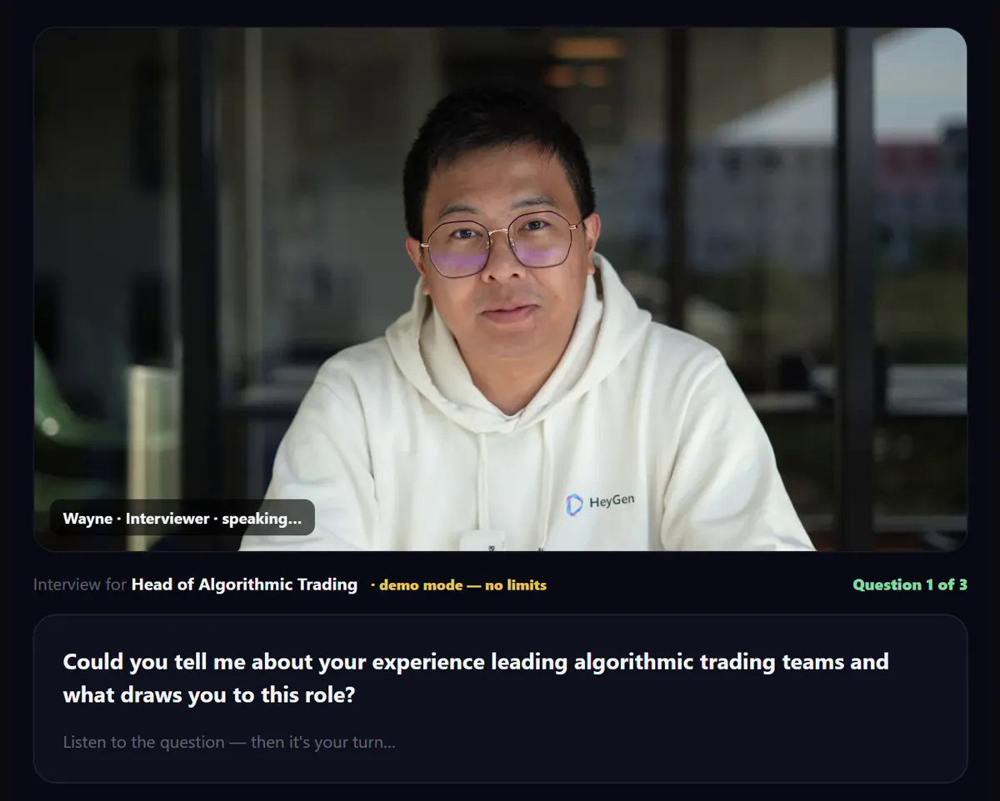 HeyGen
Wayne · Interviewer · speaking...
Interview for Head of Algorithmic Trading · demo mode — no limits
Question 1 of 3
Could you tell me about your experience leading algorithmic trading teams and
what draws you to this role?
Listen to the question — then it's your turn...